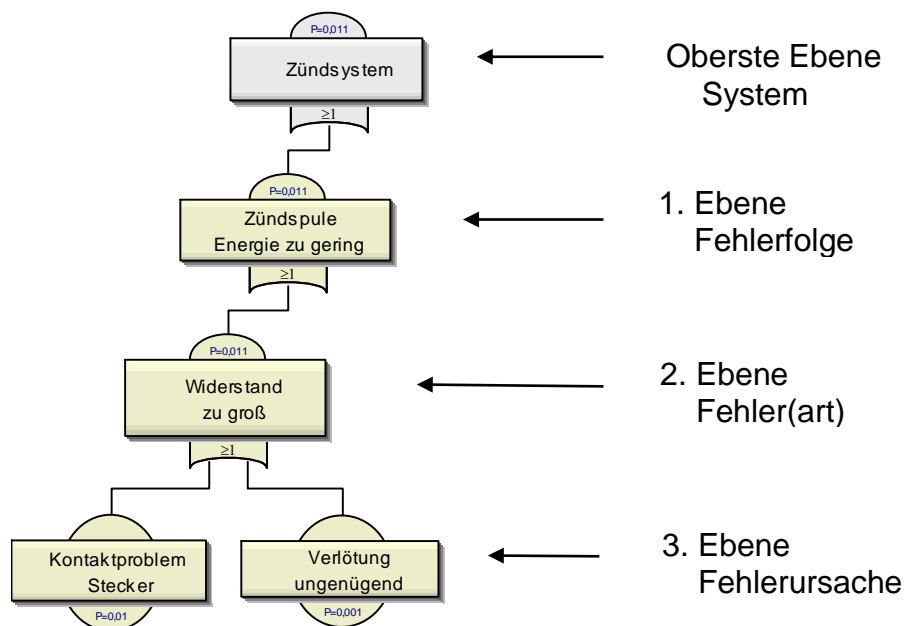 P=0,011
Zündsystem
≥1
Oberste Ebene
System
P=0,011
Zündspule
Energie zu gering
≥1
1. Ebene
Fehlerfolge
P=0,011
Widerstand
zu groß
≥1
2. Ebene
Fehler(art)
Kontaktproblem
Stecker
P=0,01
Verlötung
ungenügend
P=0,001
3. Ebene
Fehlerursache